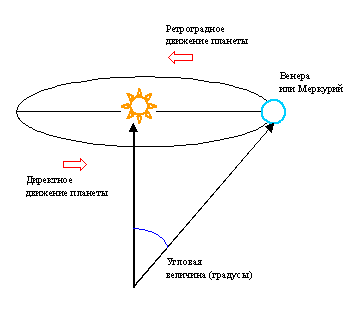 Ретроградное
движение планеты
Венера
или Меркурий
Директное
движение планеты
Угловая
величина (градусы)